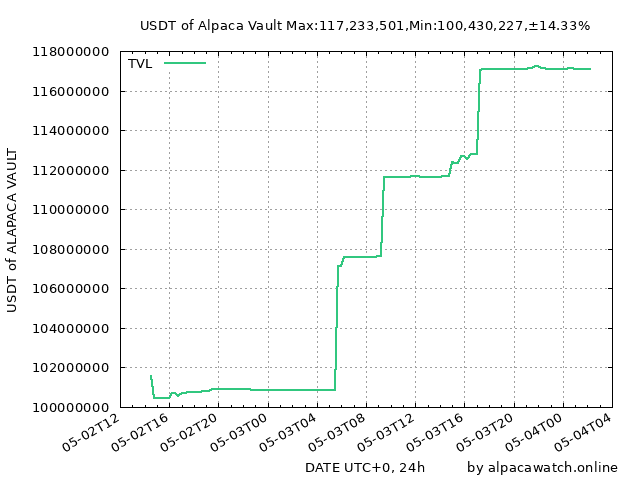 USDT of Alpaca Vault Max:117,233,501,Min:100,430,227,±14.33%
118000000
TVL
116000000
114000000
112000000
110000000
108000000
106000000
104000000
102000000
100000000
USDT of ALAPACA VAULT
05-02T12
05-02T16
05-02T20
05-03T00
05-03T04
05-03T08
05-03T12
05-03T16
05-03T20
05-04T00
05-04T04
DATE UTC+0, 24h
by alpacawatch.online